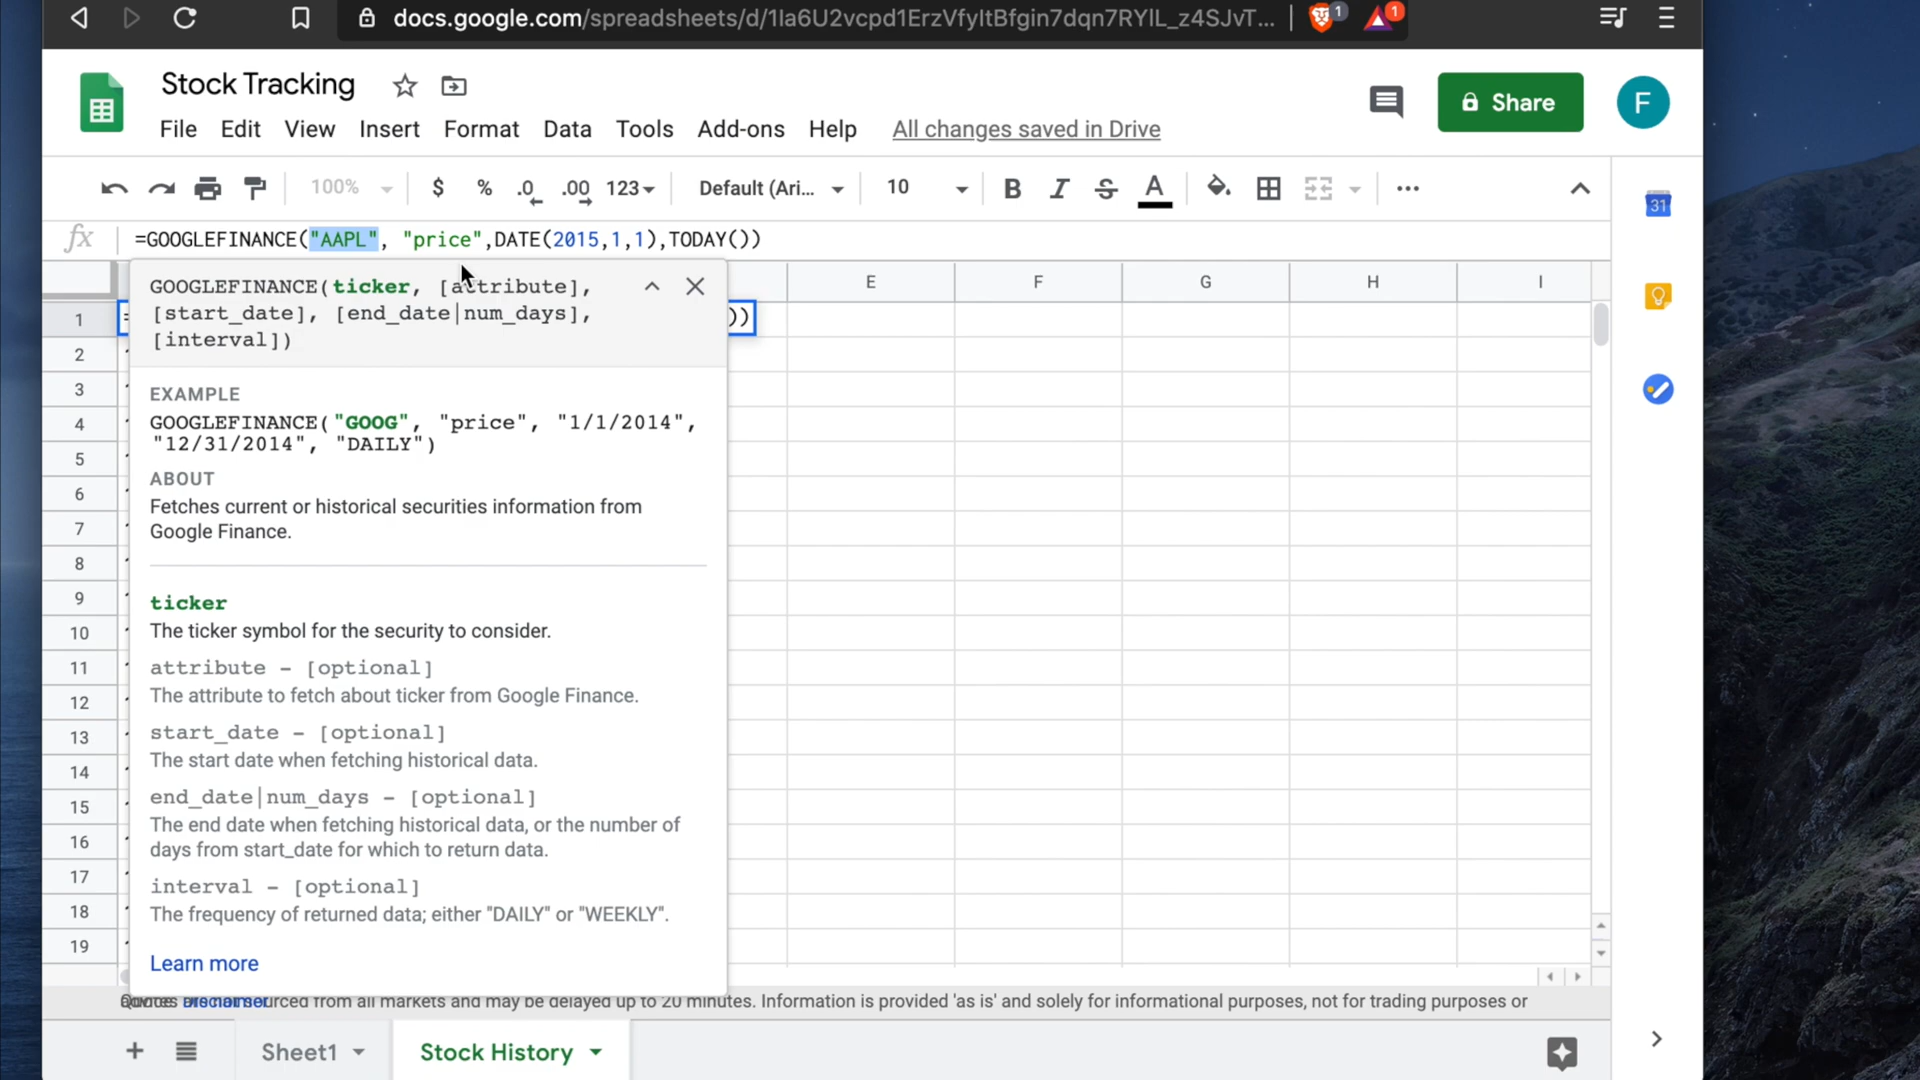 docs.google.com/spreadsheets/d/1Ia6U2vcpd1ErzVfyItBfgin7dqn7RYlL_z4SJvT...
1
1
Stock Tracking
Share
F
File Edit View Insert Format Data Tools Add-ons Help All changes saved in Drive
100% $ % .0 .00 123 Default (Ari... 10 B I S A
31
fx =GOOGLEFINANCE("AAPL", "price",DATE(2015,1,1),TODAY())
E F G H I
GOOGLEFINANCE(ticker, [attribute],
[start_date], [end_date|num_days],
[interval])
1 = ))
2
3
EXAMPLE
4 GOOGLEFINANCE("GOOG", "price", "1/1/2014",
"12/31/2014", "DAILY")
5
ABOUT
6 Fetches current or historical securities information from
7 Google Finance.
8
9 ticker
10 The ticker symbol for the security to consider.
11 attribute - [optional]
12 The attribute to fetch about ticker from Google Finance.
13 start_date - [optional]
14 The start date when fetching historical data.
15 end_date|num_days - [optional]
16 The end date when fetching historical data, or the number of
days from start_date for which to return data.
17 interval - [optional]
18 The frequency of returned data; either "DAILY" or "WEEKLY".
19 Learn more
sourced from all markets and may be delayed up to 20 minutes. Information is provided 'as is' and solely for informational purposes, not for trading purposes or
Sheet1 Stock History